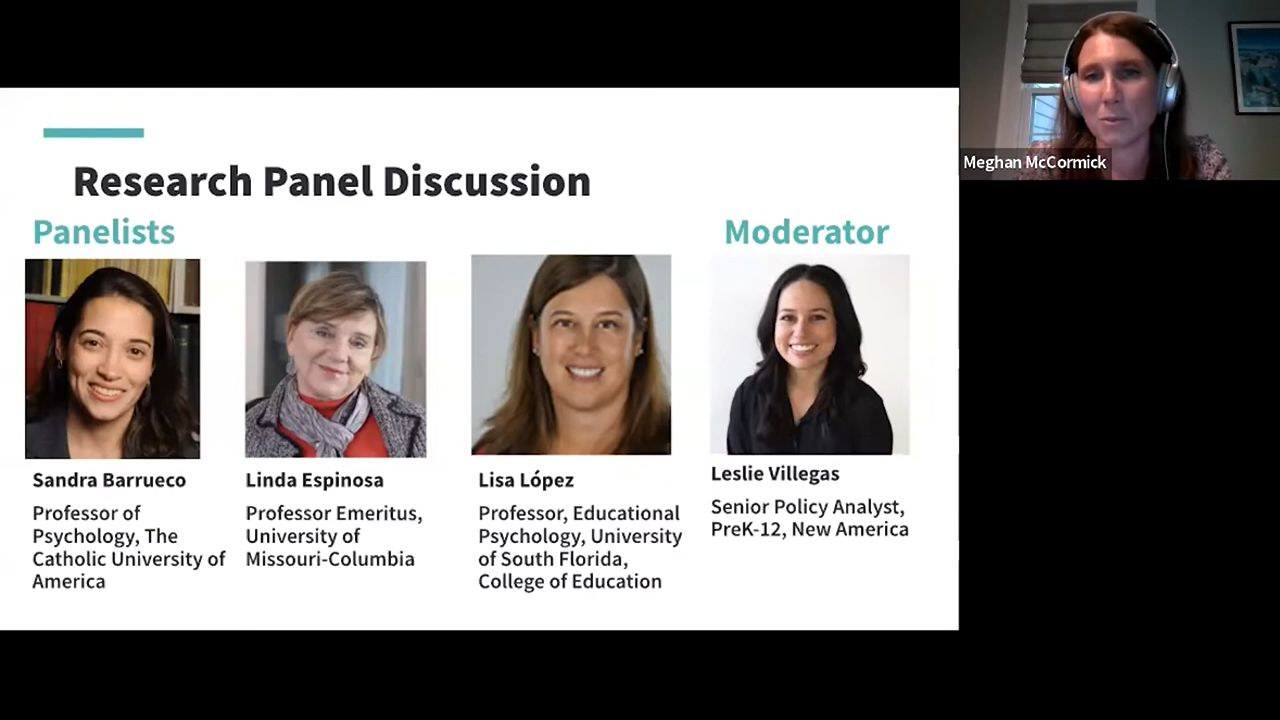 Research Panel Discussion
Panelists
Moderator
Sandra Barrueco
Professor of
Psychology, The
Catholic University of
America
Linda Espinosa
Professor Emeritus,
University of
Missouri-Columbia
Lisa López
Professor, Educational
Psychology, University
of South Florida,
College of Education
Leslie Villegas
Senior Policy Analyst,
PreK-12, New America
Meghan McCormick